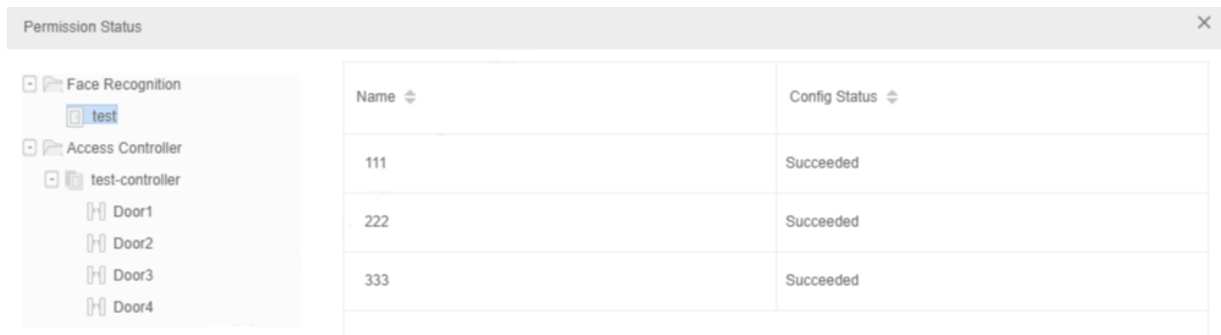 Permission Status
Face Recognition
test
Access Controller
test-controller
Door1
Door2
Door3
Door4
Name Config Status
111 Succeeded
222 Succeeded
333 Succeeded